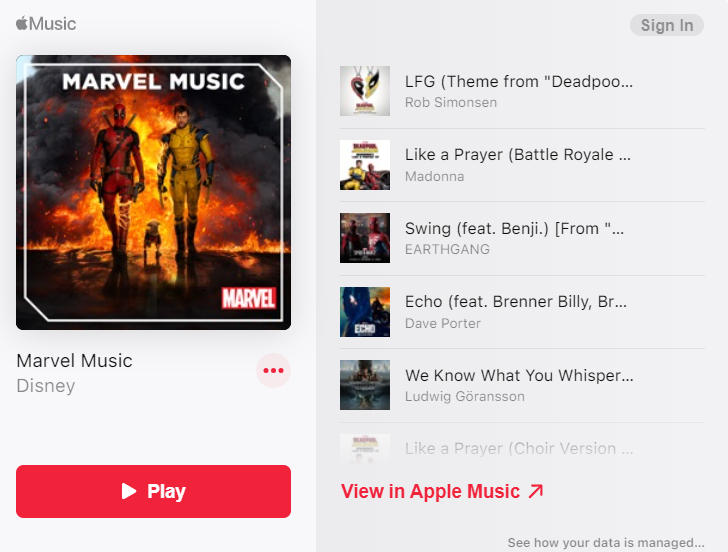 Music
MARVEL MUSIC
MARVEL
Marvel Music
Disney
Play
Sign In
LFG (Theme from "Deadpoo...
Rob Simonsen
Like a Prayer (Battle Royale ...
Madonna
Swing (feat. Benji.) [From "...
EARTHGANG
ECHO
Echo (feat. Brenner Billy, Br...
Dave Porter
We Know What You Whisper...
Ludwig Göransson
Like a Prayer (Choir Version ...
View in Apple Music
See how your data is managed...